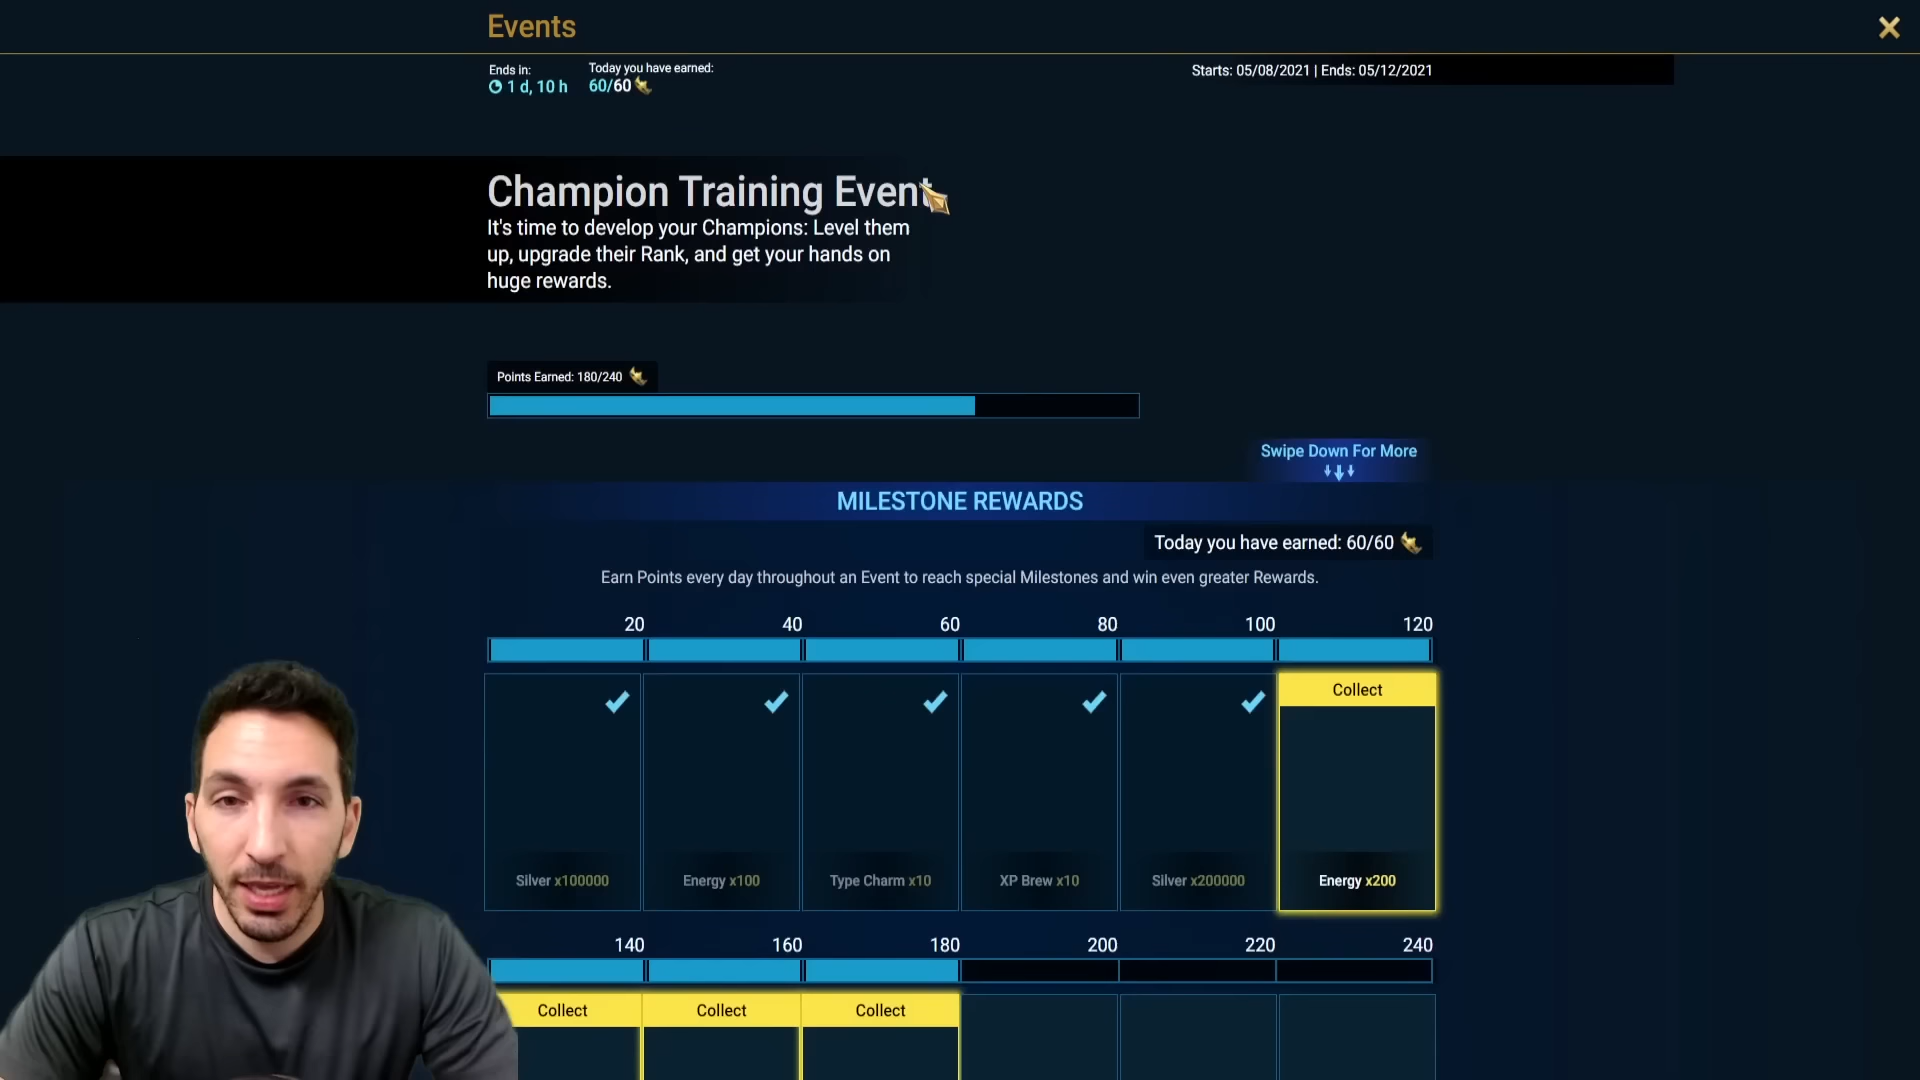 Events
Ends in:
1 d, 10 h
Today you have earned:
60/60
Starts: 05/08/2021 | Ends: 05/12/2021
Champion Training Event
It's time to develop your Champions: Level them
up, upgrade their Rank, and get your hands on
huge rewards.
Points Earned: 180/240
Swipe Down For More
MILESTONE REWARDS
Today you have earned: 60/60
Earn Points every day throughout an Event to reach special Milestones and win even greater Rewards.
20 40 60 80 100 120
Collect
Silver x100000 Energy x100 Type Charm x10 XP Brew x10 Silver x200000 Energy x200
140 160 180 200 220 240
Collect Collect Collect